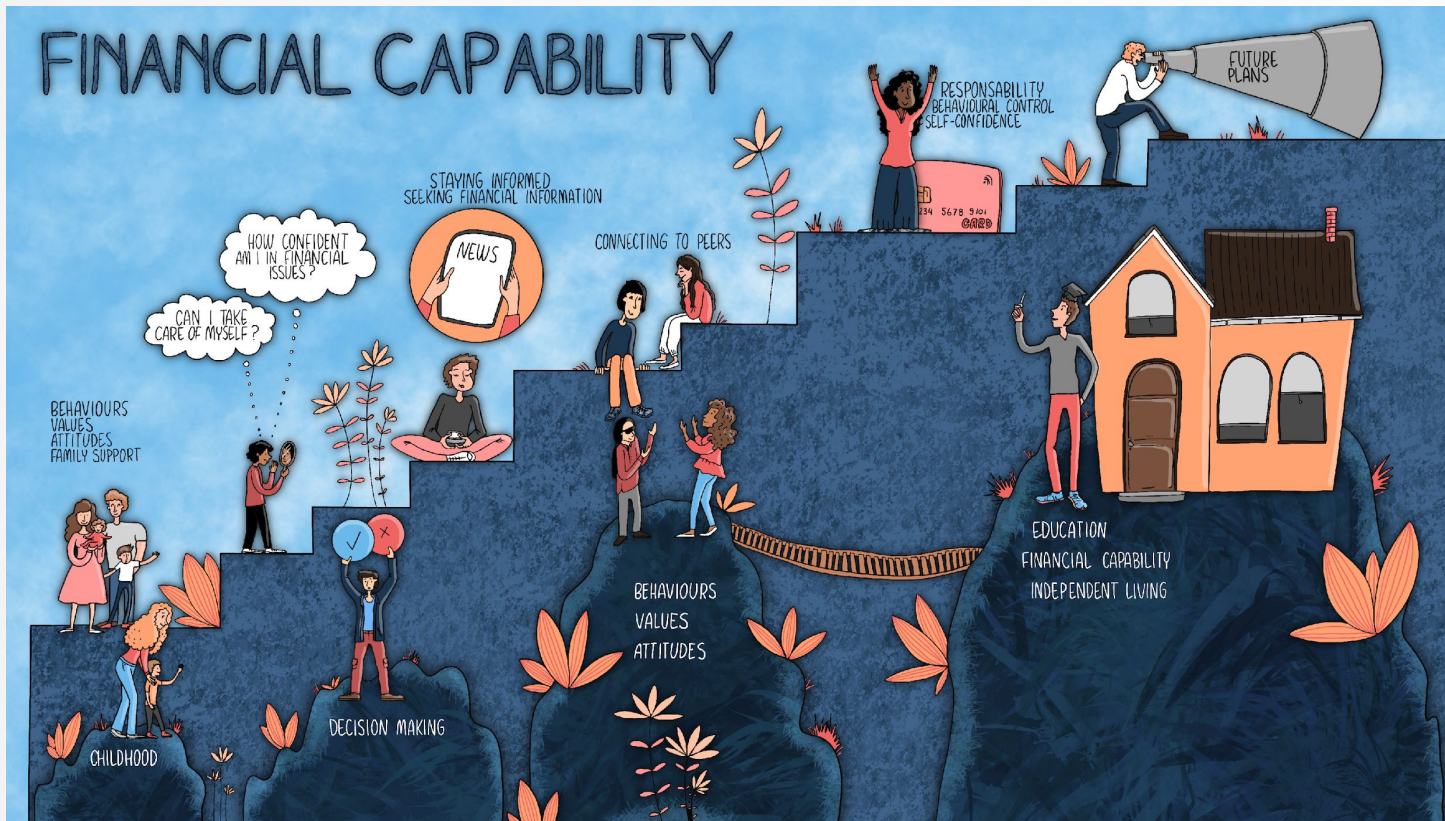 FINANCIAL CAPABILITY
BEHAVIOURS
VALUES
ATTITUDES
FAMILY SUPPORT
CAN I TAKE
CARE OF MYSELF?
HOW CONFIDENT
AM I IN FINANCIAL
ISSUES?
STAYING INFORMED
SEEKING FINANCIAL INFORMATION
NEWS
CONNECTING TO PEERS
RESPONSABILITY
BEHAVIOURAL CONTROL
SELF-CONFIDENCE
234 5678 9101
CARD
FUTURE
PLANS
CHILDHOOD
DECISION MAKING
BEHAVIOURS
VALUES
ATTITUDES
EDUCATION
FINANCIAL CAPABILITY
INDEPENDENT LIVING